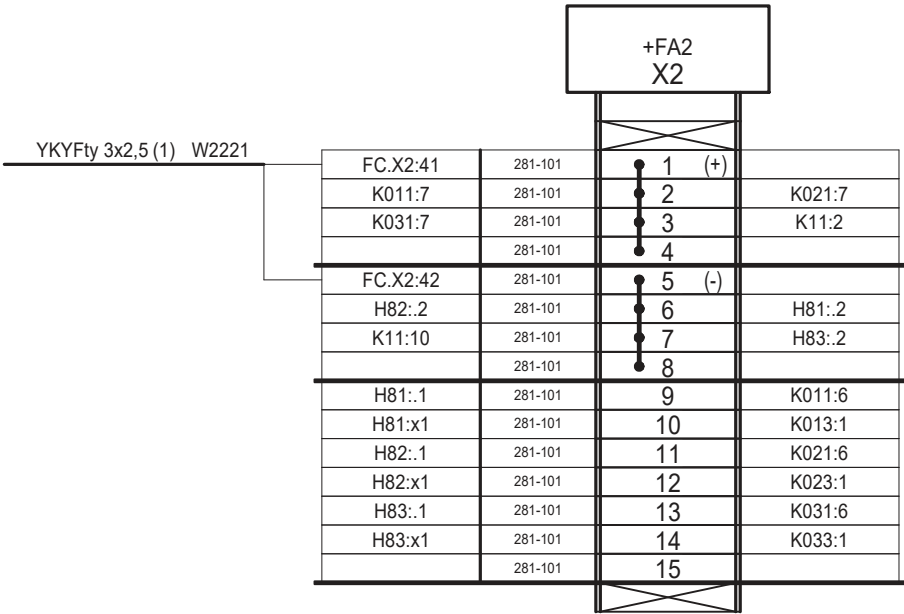 +FA2
X2
YKYFty 3x2,5 (1) W2221
FC.X2:41 281-101 1 (+)
K011:7 281-101 2 K021:7
K031:7 281-101 3 K11:2
281-101 4
FC.X2:42 281-101 5 (-)
H82:.2 281-101 6 H81:.2
K11:10 281-101 7 H83:.2
281-101 8
H81:.1 281-101 9 K011:6
H81:x1 281-101 10 K013:1
H82:.1 281-101 11 K021:6
H82:x1 281-101 12 K023:1
H83:.1 281-101 13 K031:6
H83:x1 281-101 14 K033:1
281-101 15